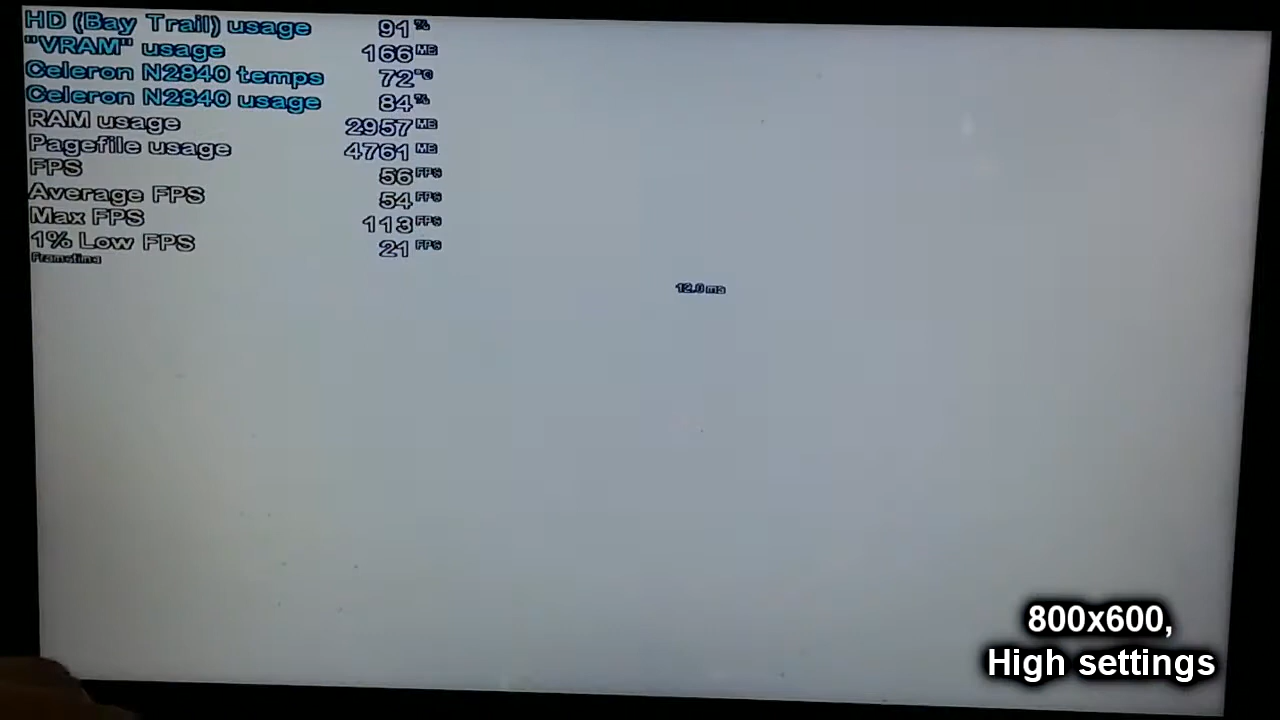 HD (Bay Trail) usage 91 %
"VRAM" usage 166 MB
Celeron N2840 temps 72 °C
Celeron N2840 usage 84 %
RAM usage 2957 MB
Pagefile usage 4761 MB
FPS 56 FPS
Average FPS 54 FPS
Max FPS 113 FPS
1% Low FPS 21 FPS
Frametime
12.0 ms
800x600,
High settings